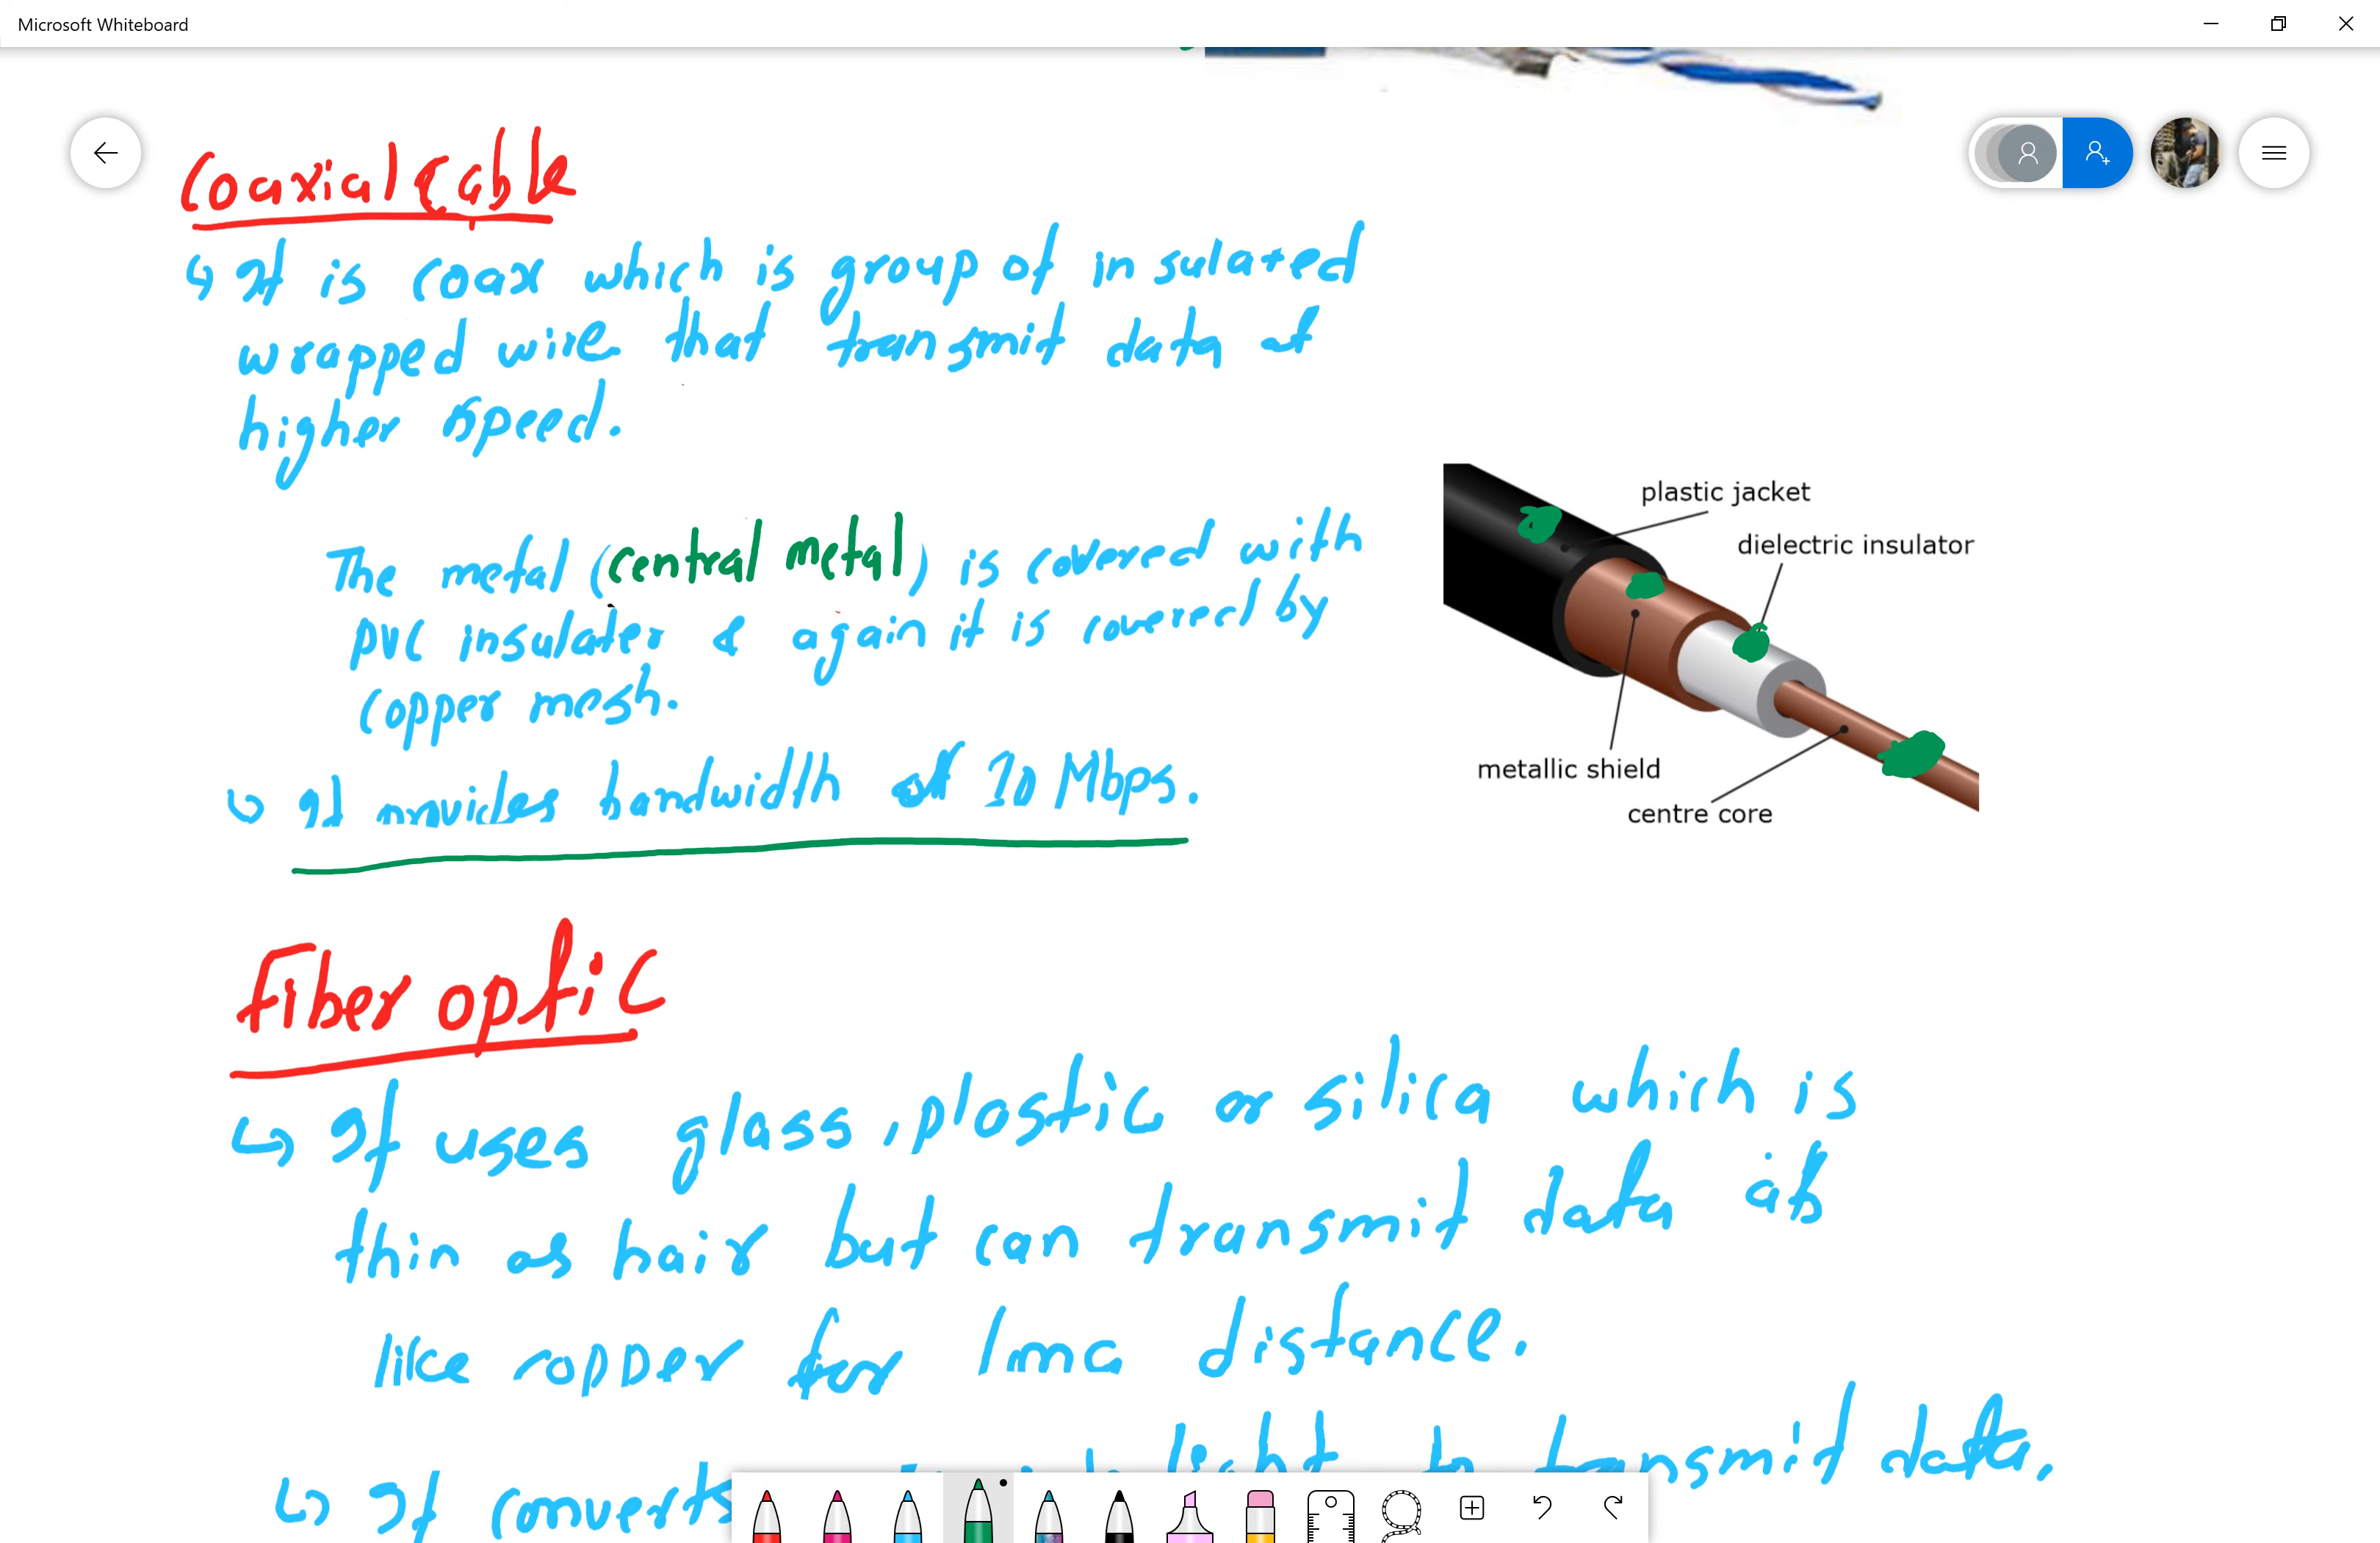 Microsoft Whiteboard
Coaxial Cable
↳ It is coax which is group of insulated
wrapped wire that transmit data at
higher speed.
plastic jacket
dielectric insulator
The metal (central metal) is covered with
PVC insulater & again it is covered by
copper mesh.
metallic shield
centre core
↳ It provides bandwidth of 10 Mbps.
Fiber optic
↳ It uses glass, plastic or silica which is
thin as hair but can transmit data as
like copper for long distance.
↳ It converts light to transmit data.